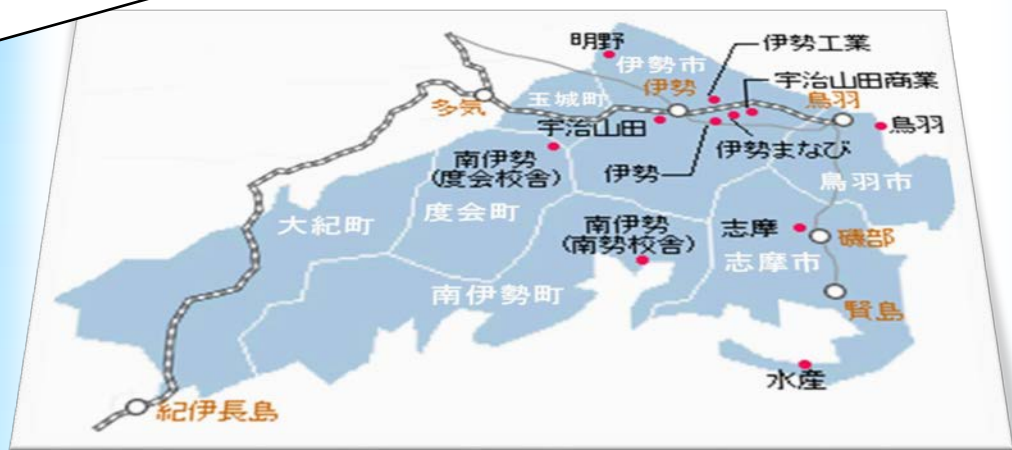 明野
伊勢市
伊勢工業
宇治山田商業
玉城町
伊勢
多気
鳥羽
宇治山田
鳥羽
伊勢まなび
南伊勢
(度会校舎)
伊勢
鳥羽市
大紀町
度会町
南伊勢
(南勢校舎)
志摩
磯部
志摩市
南伊勢町
賢島
水産
紀伊長島